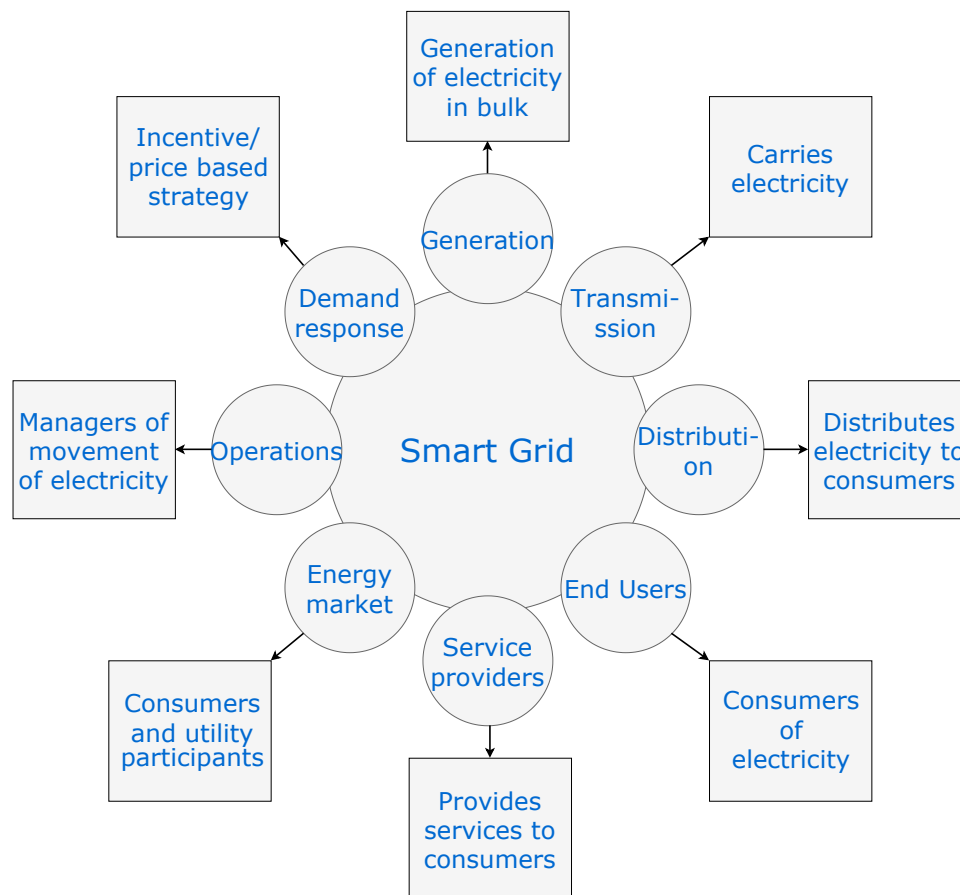 Generation
of electricity
in bulk
Incentive/
price based
strategy
Carries
electricity
Generation
Demand
response
Transmi-
ssion
Managers of
movement
of electricity
Operations
Smart Grid
Distributi-
on
Distributes
electricity to
consumers
Energy
market
End Users
Service
providers
Consumers
and utility
participants
Consumers
of
electricity
Provides
services to
consumers